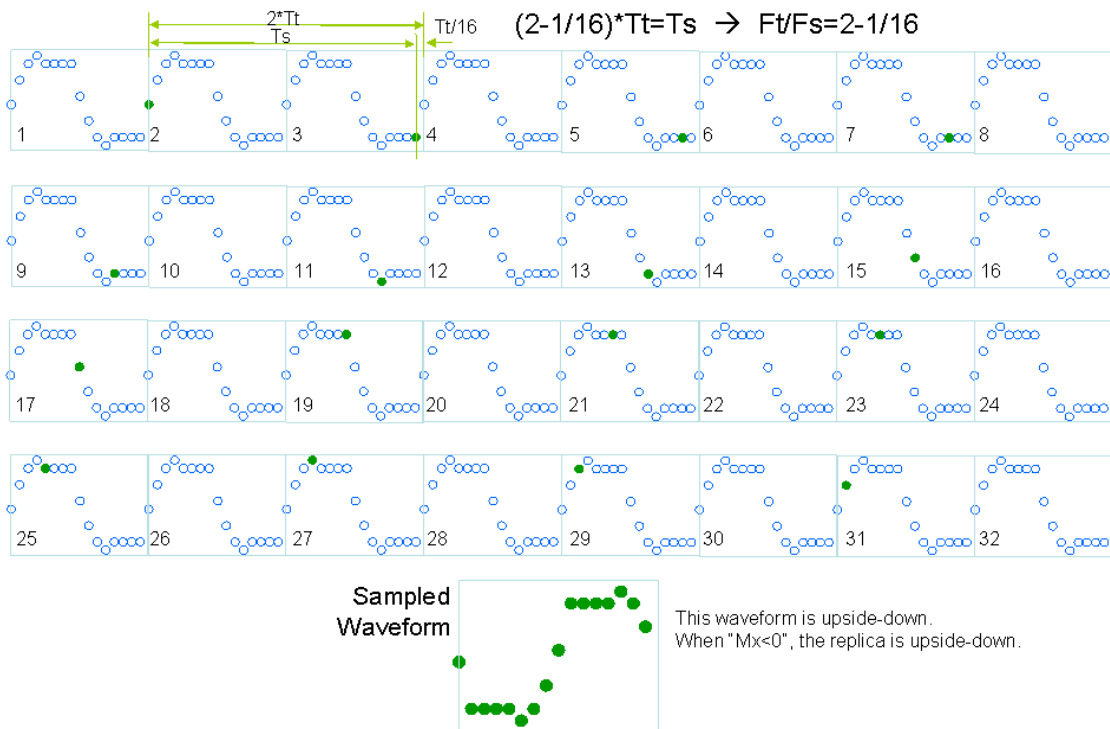 2*Tt
Ts
Tt/16
(2-1/16)*Tt=Ts → Ft/Fs=2-1/16
1 2 3 4 5 6 7 8
9 10 11 12 13 14 15 16
17 18 19 20 21 22 23 24
25 26 27 28 29 30 31 32
Sampled
Waveform
This waveform is upside-down.
When "Mx<0", the replica is upside-down.